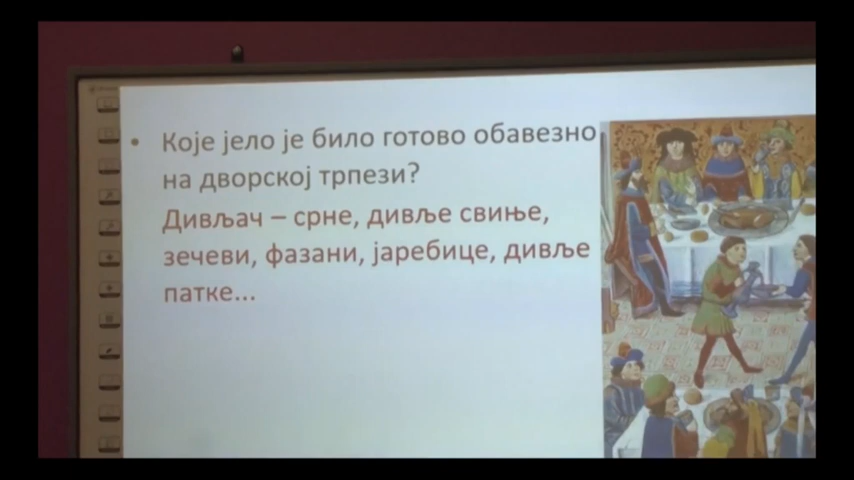 • Које јело је било готово обавезно
на дворској трпези?
Дивљач – срне, дивље свиње,
зечеви, фазани, јаребице, дивље
патке...